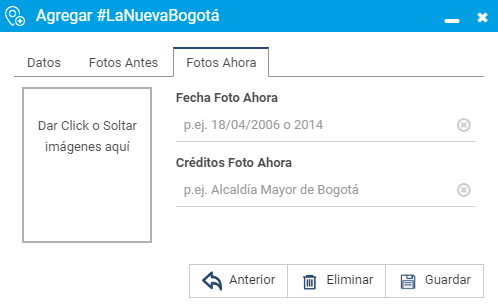 Agregar #LaNuevaBogotá
Datos Fotos Antes Fotos Ahora
Dar Click o Soltar
imágenes aquí
Fecha Foto Ahora
p.ej. 18/04/2006 o 2014
Créditos Foto Ahora
p.ej. Alcaldía Mayor de Bogotá
Anterior Eliminar Guardar